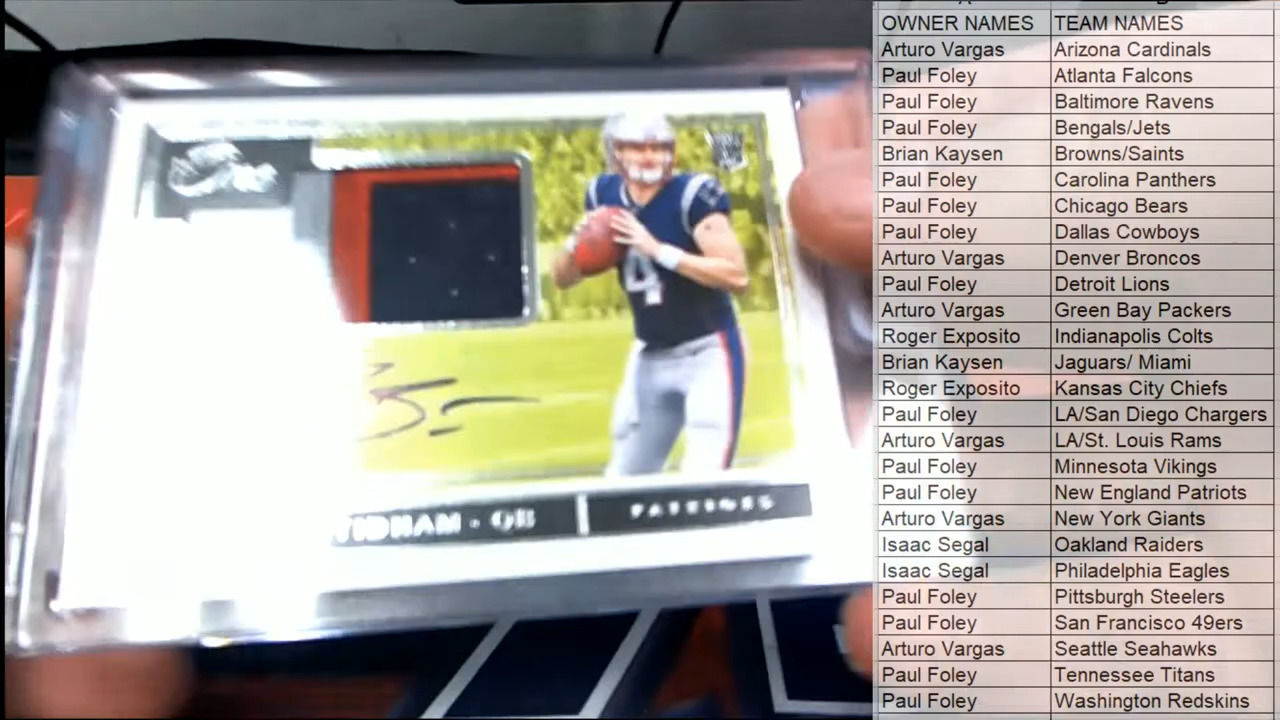 OWNER NAMES TEAM NAMES
Arturo Vargas Arizona Cardinals
Paul Foley Atlanta Falcons
Paul Foley Baltimore Ravens
Paul Foley Bengals/Jets
Brian Kaysen Browns/Saints
Paul Foley Carolina Panthers
Paul Foley Chicago Bears
Paul Foley Dallas Cowboys
Arturo Vargas Denver Broncos
Paul Foley Detroit Lions
Arturo Vargas Green Bay Packers
Roger Exposito Indianapolis Colts
Brian Kaysen Jaguars/ Miami
Roger Exposito Kansas City Chiefs
Paul Foley LA/San Diego Chargers
Arturo Vargas LA/St. Louis Rams
Paul Foley Minnesota Vikings
Paul Foley New England Patriots
Arturo Vargas New York Giants
Isaac Segal Oakland Raiders
Isaac Segal Philadelphia Eagles
Paul Foley Pittsburgh Steelers
Paul Foley San Francisco 49ers
Arturo Vargas Seattle Seahawks
Paul Foley Tennessee Titans
Paul Foley Washington Redskins
4
TIDHAM - QB PATRIOTS